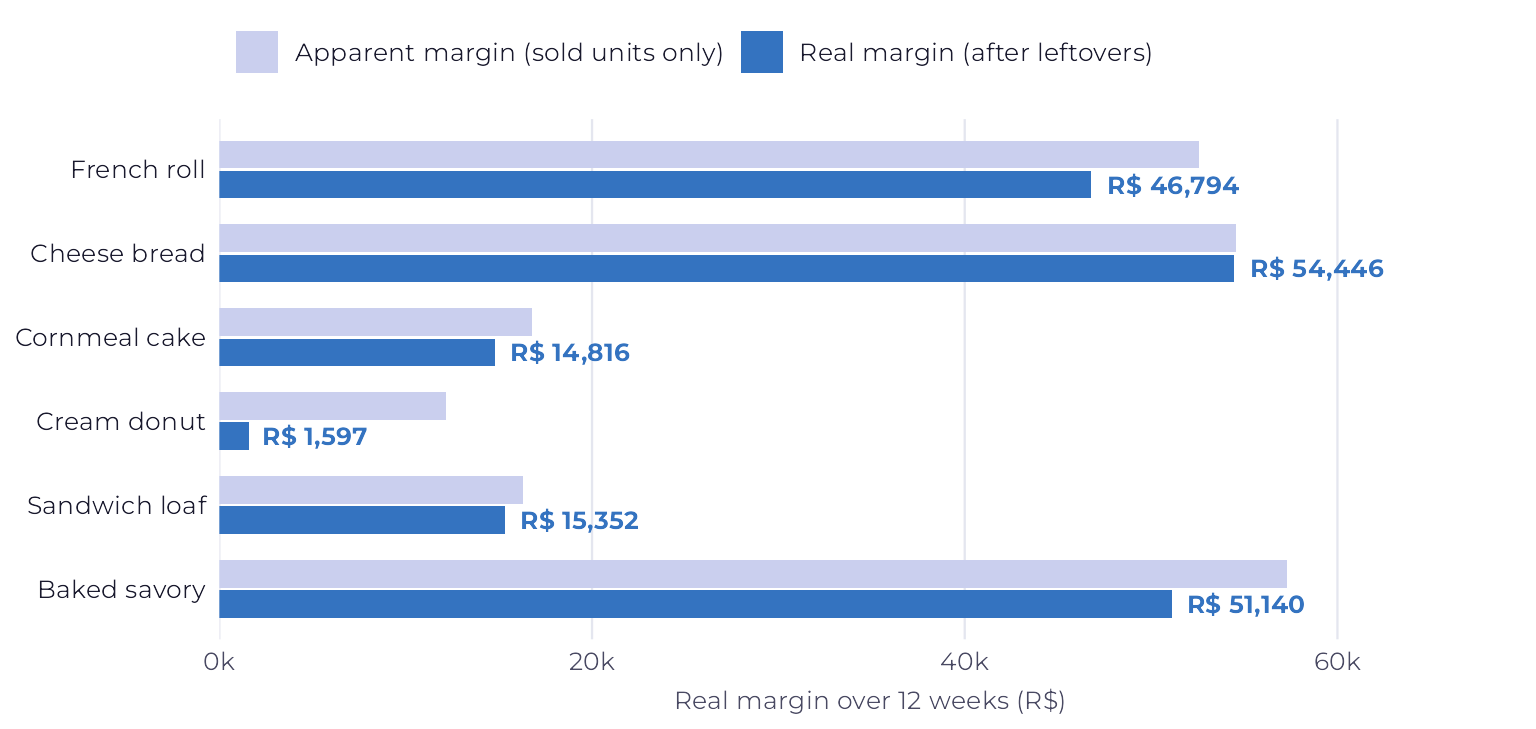 Apparent margin (sold units only) Real margin (after leftovers)
French roll
R$ 46,794
Cheese bread
R$ 54,446
Cornmeal cake
R$ 14,816
Cream donut
R$ 1,597
Sandwich loaf
R$ 15,352
Baked savory
R$ 51,140
0k 20k 40k 60k
Real margin over 12 weeks (R$)